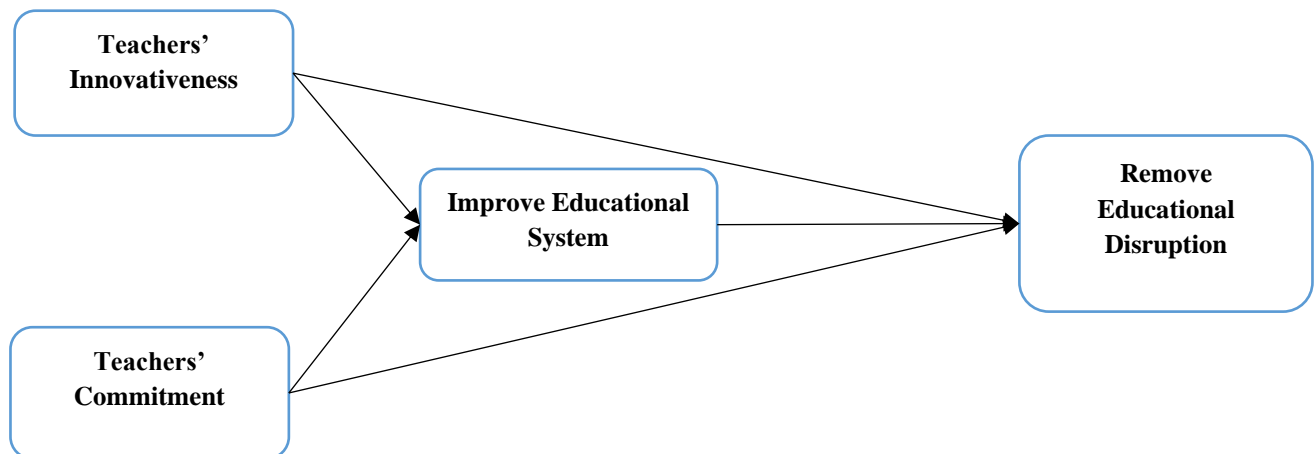 Teachers’
Innovativeness
Improve Educational
System
Remove
Educational
Disruption
Teachers’
Commitment